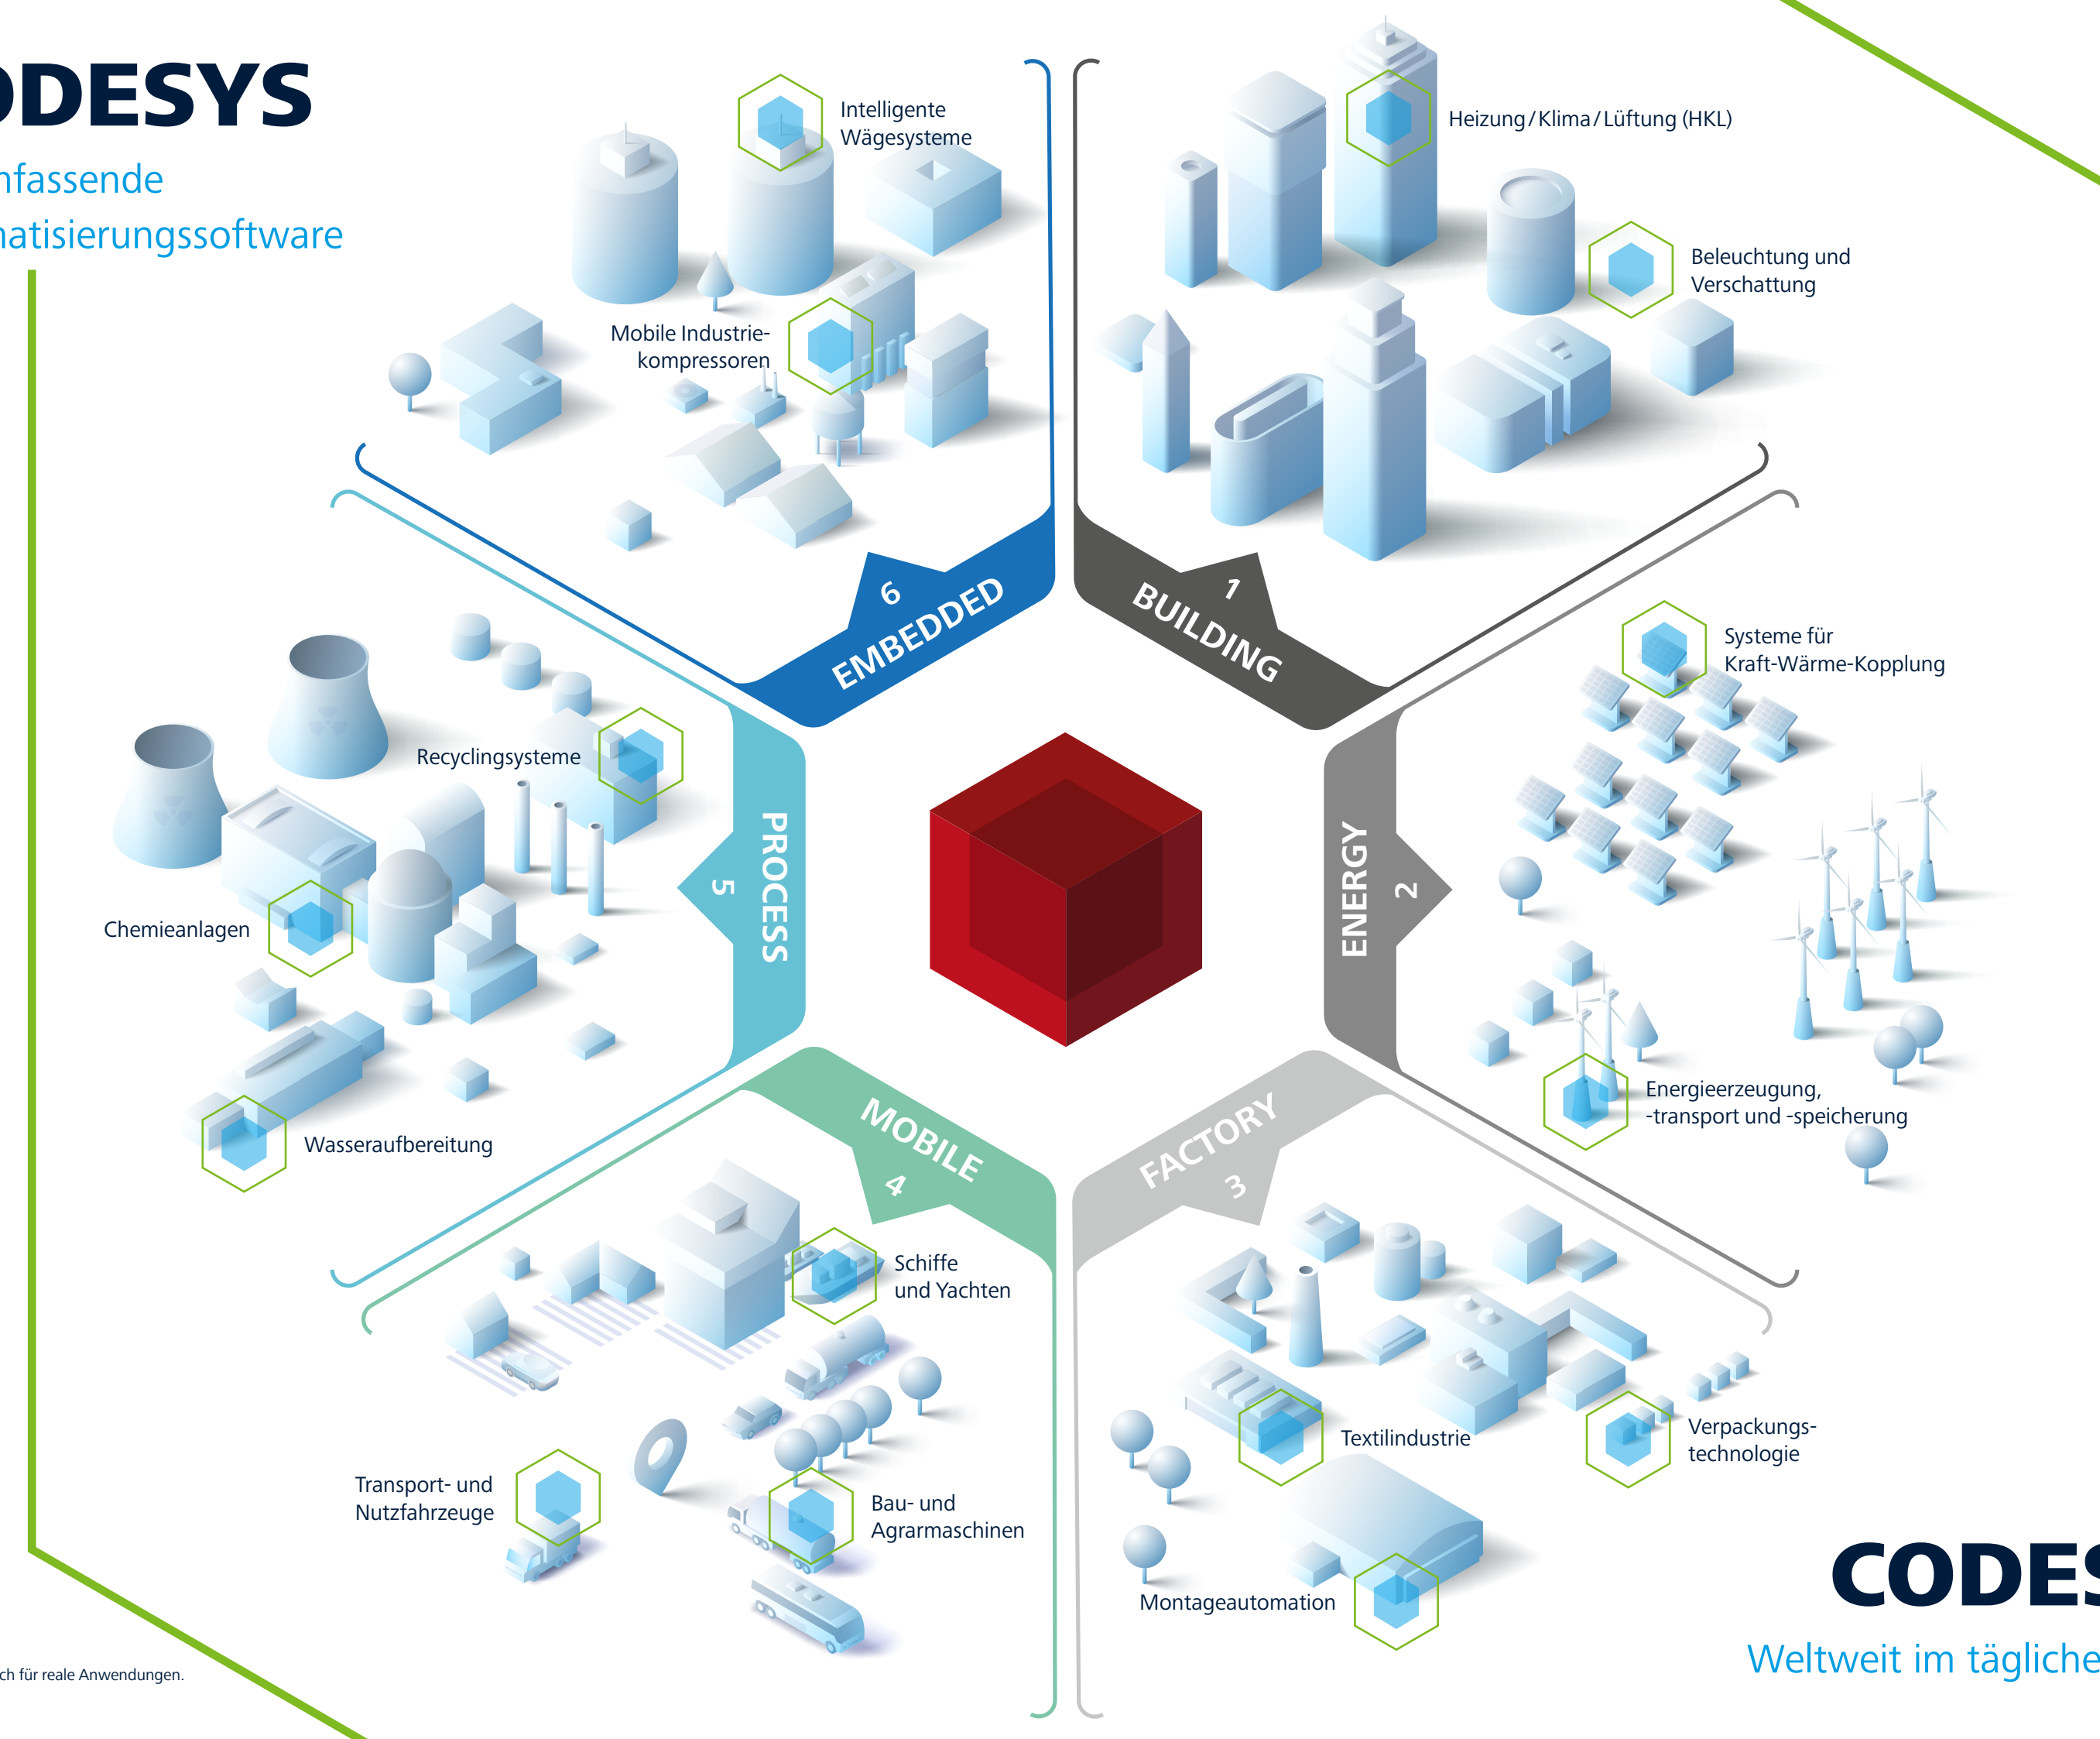 ODESYS
nfassende
natisierungssoftware
Intelligente
Wägesysteme
Mobile Industrie-
kompressoren
6
EMBEDDED
Heizung/Klima/Lüftung (HKL)
Beleuchtung und
Verschattung
1
BUILDING
Systeme für
Kraft-Wärme-Kopplung
ENERGY
2
Energieerzeugung,
-transport und -speicherung
FACTORY
3
Textilindustrie
Verpackungs-
technologie
Montageautomation
MOBILE
4
Schiffe
und Yachten
Transport- und
Nutzfahrzeuge
Bau- und
Agrarmaschinen
PROCESS
5
Recyclingsysteme
Chemieanlagen
Wasseraufbereitung
ch für reale Anwendungen.
CODES
Weltweit im tägliche